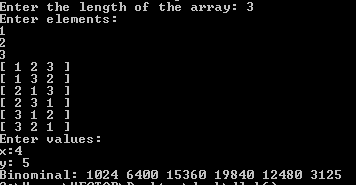 Enter the length of the array: 3
Enter elements:
1
2
3
[ 1 2 3 ]
[ 1 3 2 ]
[ 2 1 3 ]
[ 2 3 1 ]
[ 3 1 2 ]
[ 3 2 1 ]
Enter values:
x:4
y: 5
Binominal: 1024 6400 15360 19840 12480 3125